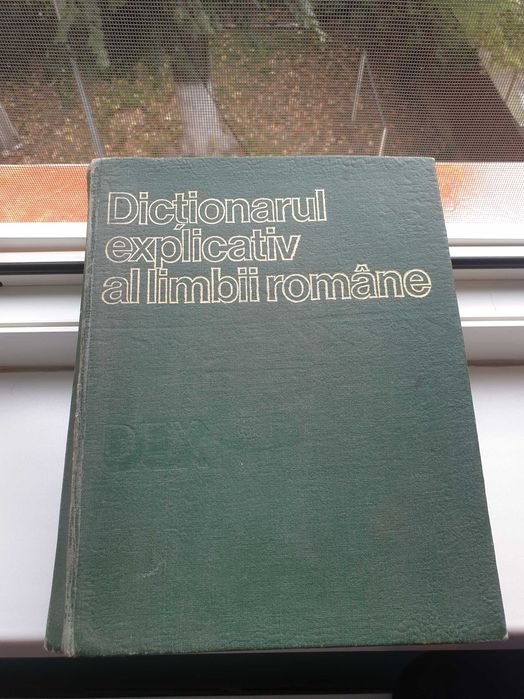 Dicționarul
explicativ
al limbii române
DEX